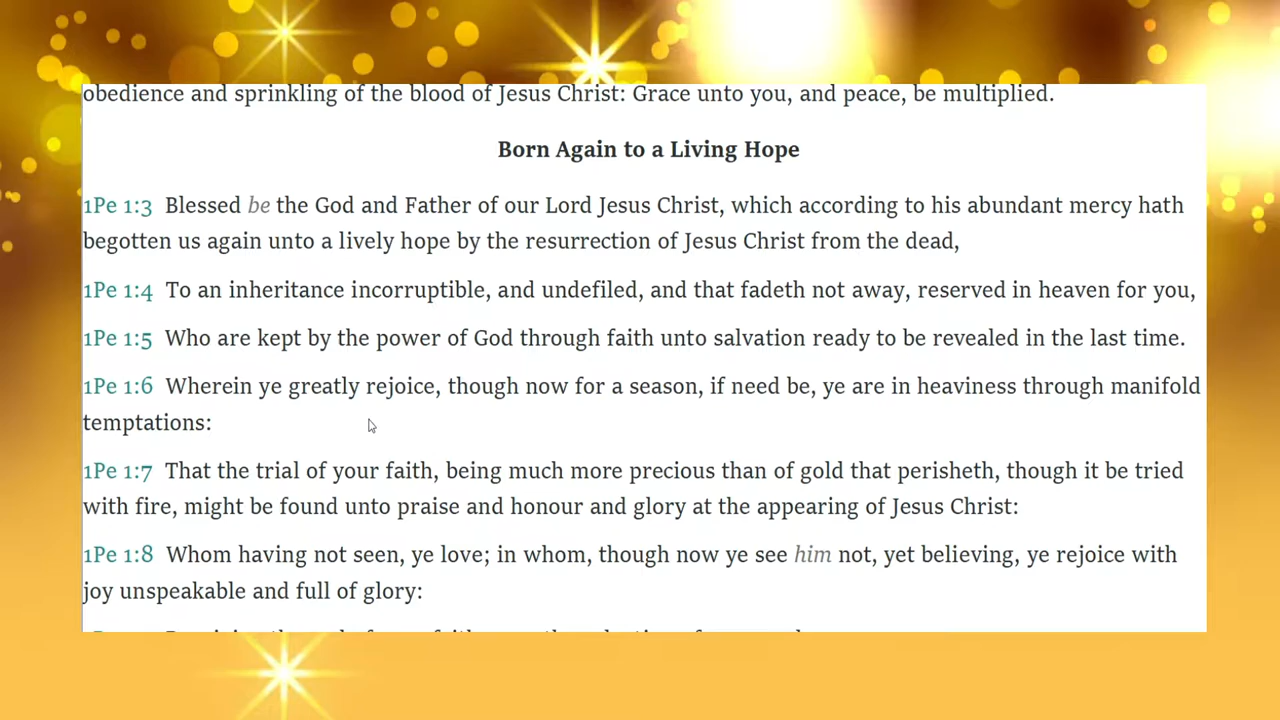 obedience and sprinkling of the blood of Jesus Christ: Grace unto you, and peace, be multiplied.
Born Again to a Living Hope
1Pe 1:3 Blessed be the God and Father of our Lord Jesus Christ, which according to his abundant mercy hath
begotten us again unto a lively hope by the resurrection of Jesus Christ from the dead,
1Pe 1:4 To an inheritance incorruptible, and undefiled, and that fadeth not away, reserved in heaven for you,
1Pe 1:5 Who are kept by the power of God through faith unto salvation ready to be revealed in the last time.
1Pe 1:6 Wherein ye greatly rejoice, though now for a season, if need be, ye are in heaviness through manifold
temptations:
1Pe 1:7 That the trial of your faith, being much more precious than of gold that perisheth, though it be tried
with fire, might be found unto praise and honour and glory at the appearing of Jesus Christ:
1Pe 1:8 Whom having not seen, ye love; in whom, though now ye see him not, yet believing, ye rejoice with
joy unspeakable and full of glory: